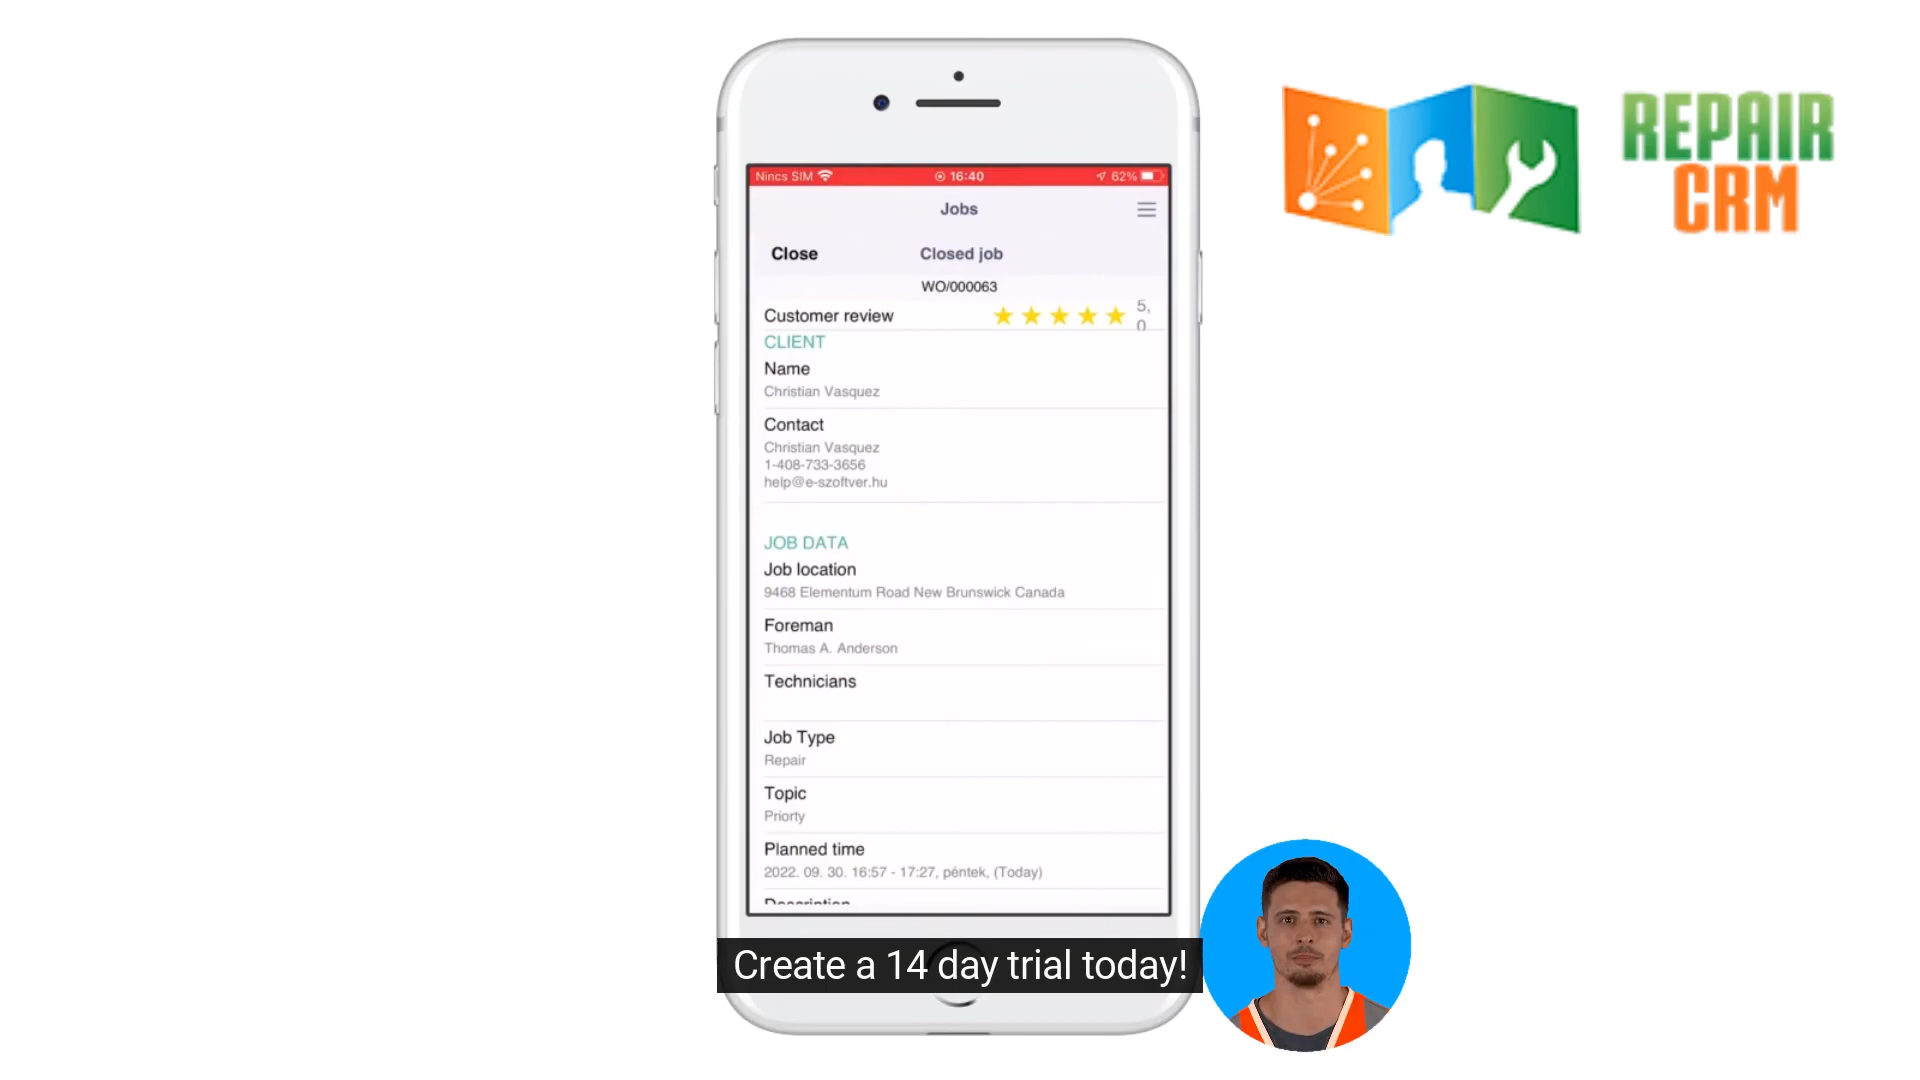 REPAIR
CRM
Nincs SIM
16:40
62%
Jobs
Close
Closed job
WO/000063
Customer review
5,
0
CLIENT
Name
Christian Vasquez
Contact
Christian Vasquez
1-408-733-3656
help@e-szoftver.hu
JOB DATA
Job location
9468 Elementum Road New Brunswick Canada
Foreman
Thomas A. Anderson
Technicians
Job Type
Repair
Topic
Priorty
Planned time
2022. 09. 30. 16:57 - 17:27, péntek, (Today)
Description
Create a 14 day trial today!